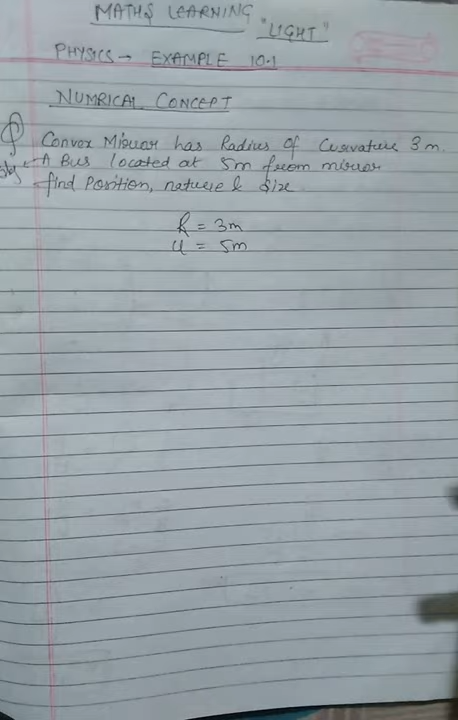 MATHS LEARNING "LIGHT"
PHYSICS → EXAMPLE 10.1
NUMRICAL CONCEPT
Q Convex Mirror has Radius of Curvature 3m.
A Bus located at 5m from mirror
find Position, nature & Size
R = 3m
u = 5m